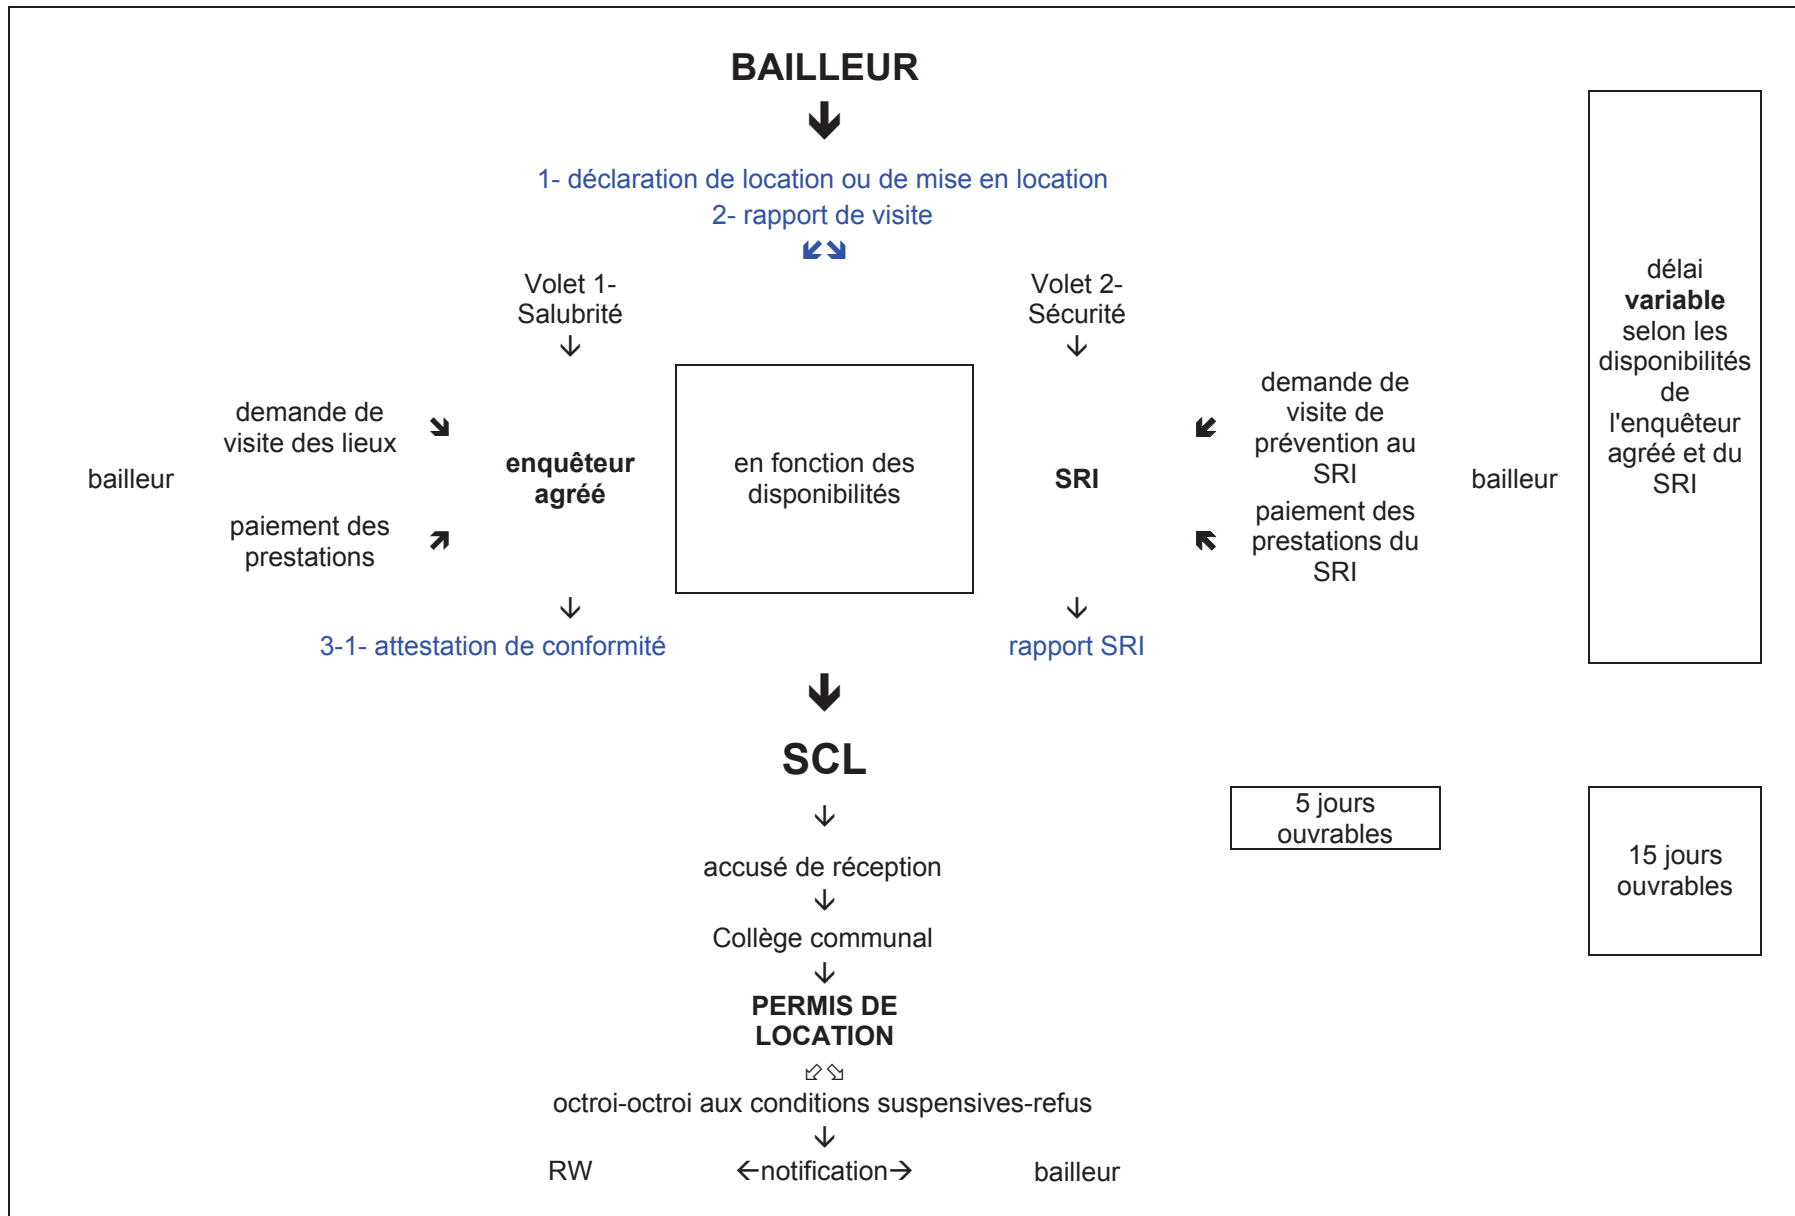 BAILLEUR
🡻
1- déclaration de location ou de mise en location
2- rapport de visite
🡿🡾
Volet 1-
Salubrité
↓
Volet 2-
Sécurité
↓
bailleur
demande de
visite des lieux
🡾
paiement des
prestations
🡽
enquêteur
agréé
en fonction des
disponibilités
SRI
🡿
demande de
visite de
prévention au
SRI
🡼
paiement des
prestations du
SRI
bailleur
délai
variable
selon les
disponibilités
de
l'enquêteur
agréé et du
SRI
↓
↓
3-1- attestation de conformité
rapport SRI
🡻
SCL
↓
5 jours
ouvrables
15 jours
ouvrables
accusé de réception
↓
Collège communal
↓
PERMIS DE
LOCATION
⬃⬂
octroi-octroi aux conditions suspensives-refus
↓
RW
←notification→
bailleur